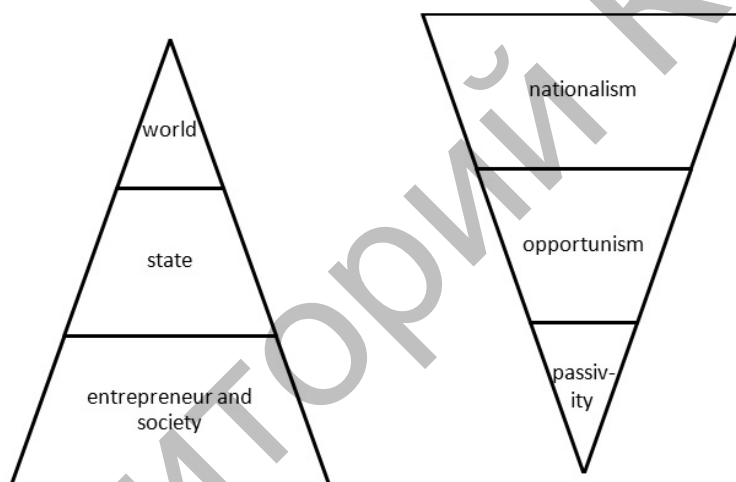 world
state
entrepreneur and
society
nationalism
opportunism
passiv-
ity